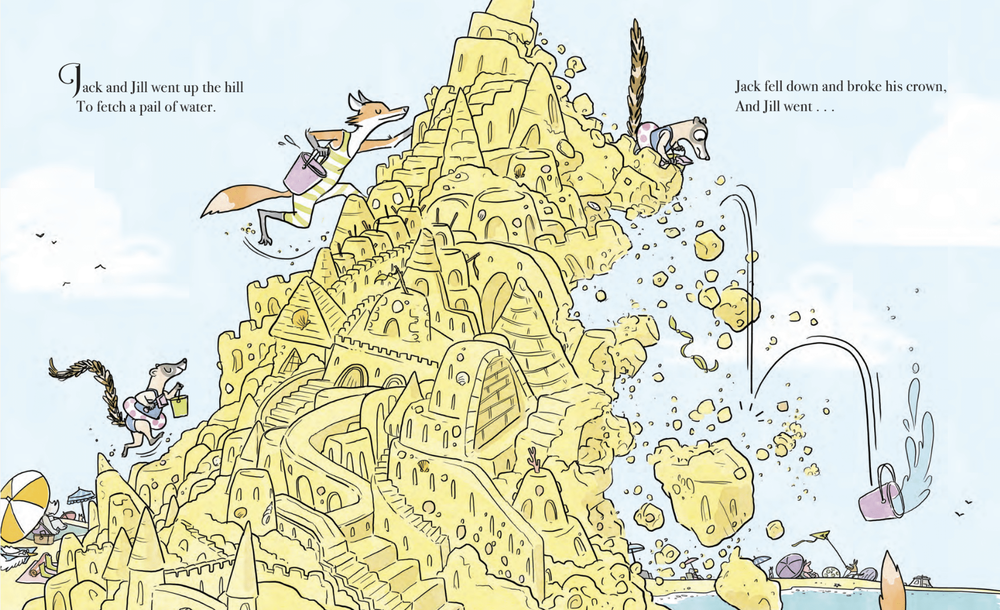 Jack and Jill went up the hill
To fetch a pail of water.
Jack fell down and broke his crown,
And Jill went . . .